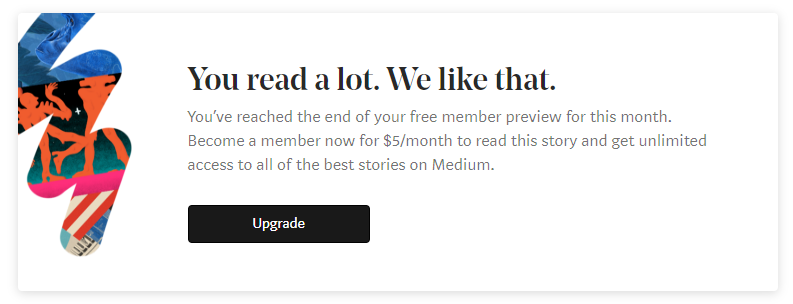 You read a lot. We like that.
You've reached the end of your free member preview for this month.
Become a member now for $5/month to read this story and get unlimited
access to all of the best stories on Medium.
Upgrade